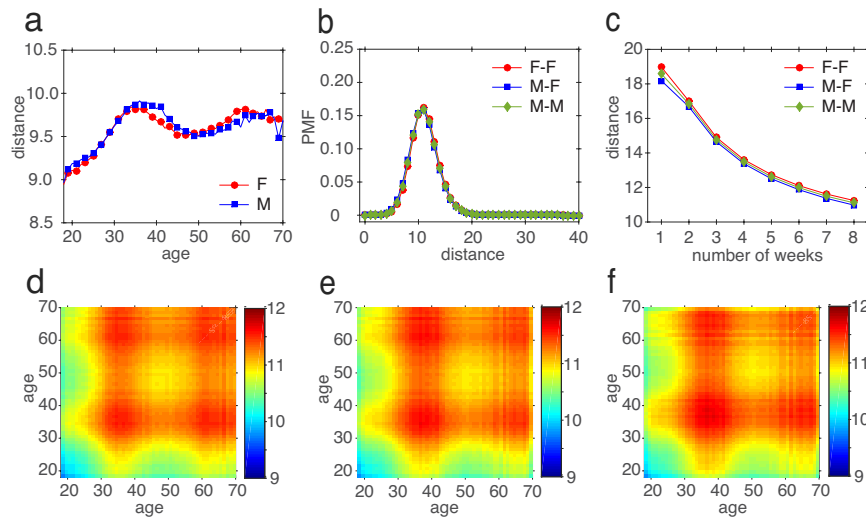 a
10.5
10.0
9.5
9.0
8.5
distance
20 30 40 50 60 70
age
F
M
b
0.25
0.20
0.15
0.10
0.05
0
PMF
0 10 20 30 40
distance
F-F
M-F
M-M
c
20
18
16
14
12
10
distance
1 2 3 4 5 6 7 8
number of weeks
F-F
M-F
M-M
d
70
60
50
40
30
20
age
20 30 40 50 60 70
age
12
11
10
9
e
70
60
50
40
30
20
age
20 30 40 50 60 70
age
12
11
10
9
f
70
60
50
40
30
20
age
20 30 40 50 60 70
age
12
11
10
9